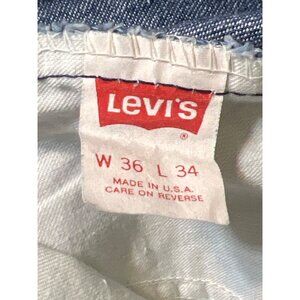 Levi's
®
W 36 L 34
MADE IN U.S.A.
CARE ON REVERSE